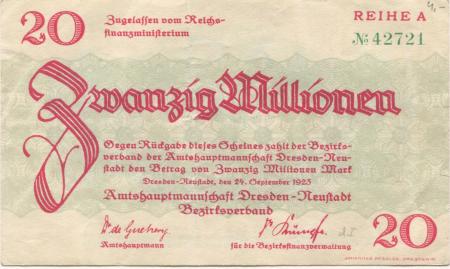 20
Zugelassen vom Reichs-
finanzministerium
REIHE A
№ 42721
4,-
Zwanzig Millionen
Gegen Rückgabe dieses Scheines zahlt der Bezirks-
verband der Amtshauptmannschaft Dresden-Neu-
stadt den Betrag von Zwanzig Millionen Mark
Dresden-Neustadt, den 24. September 1923
Amtshauptmannschaft Dresden-Neustadt
Bezirksverband
Amtshauptmann
für die Bezirksfinanzverwaltung
20